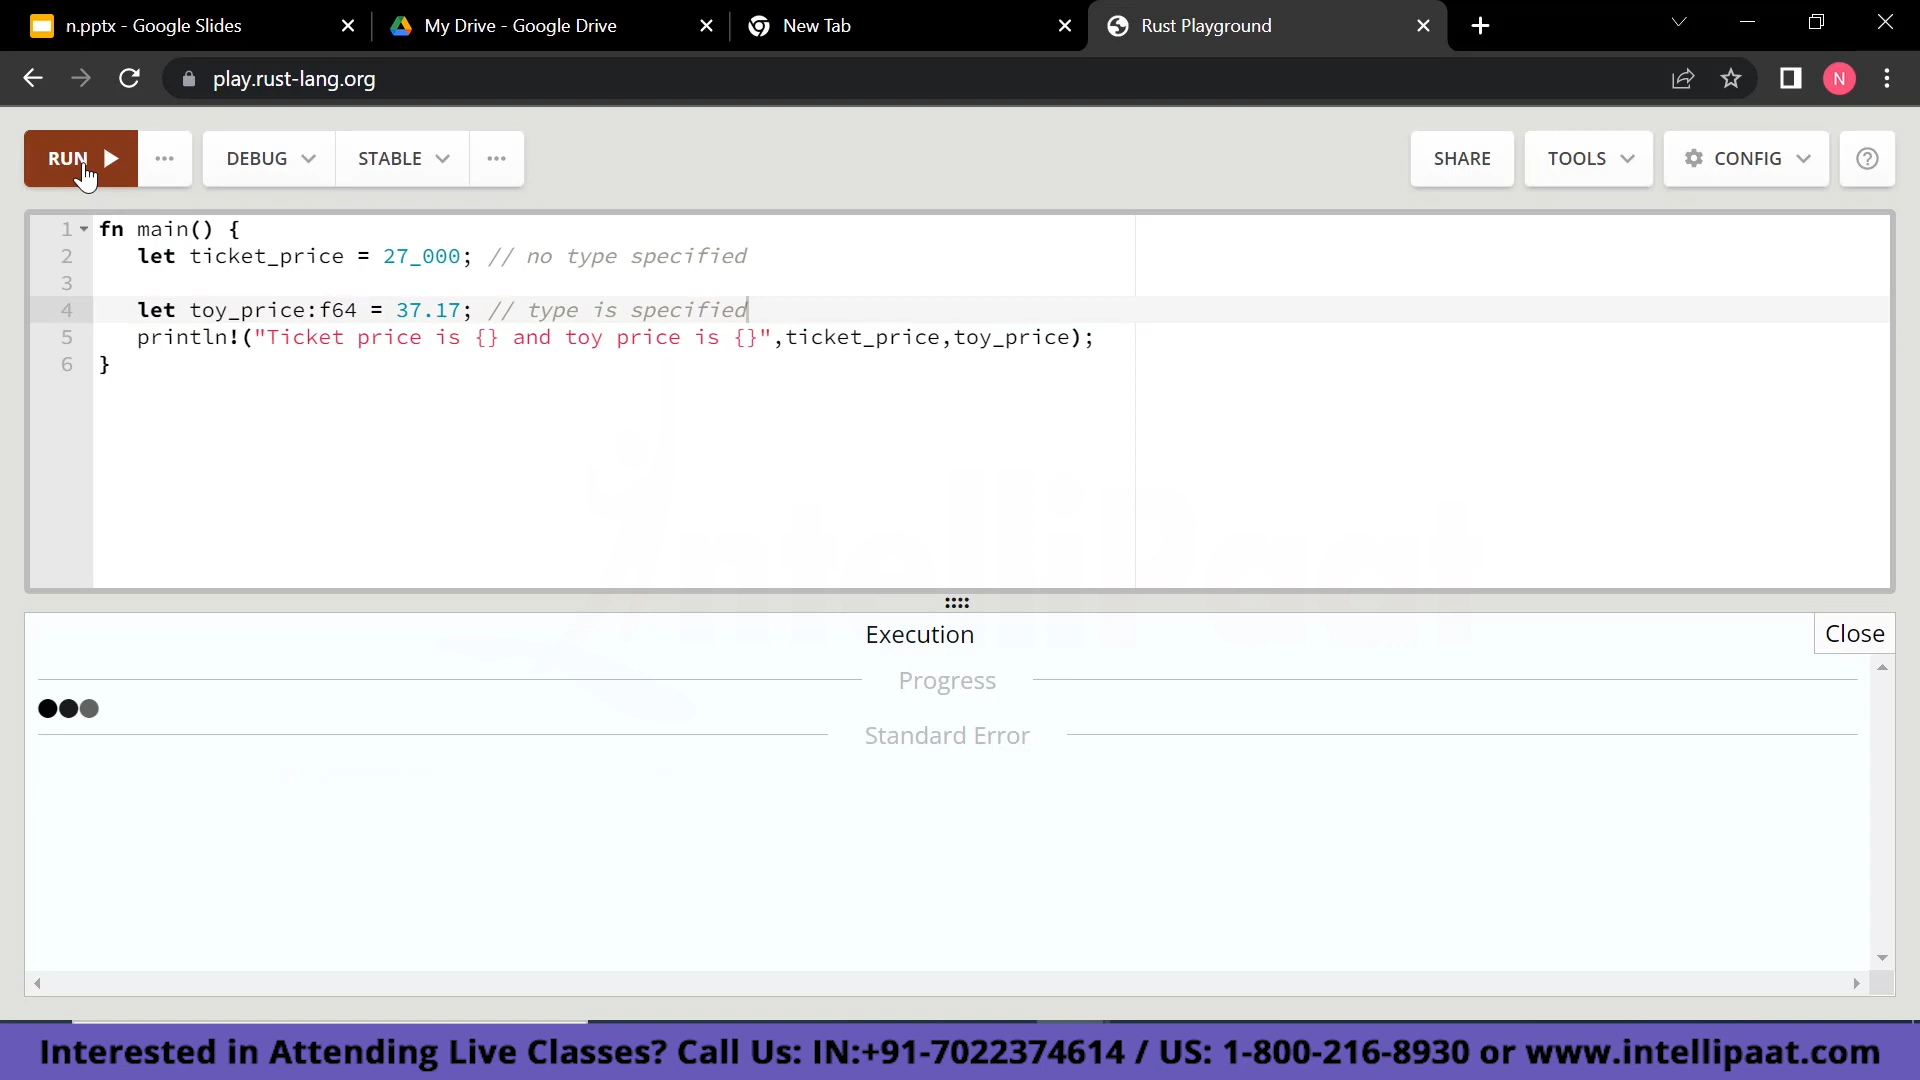 n.pptx - Google Slides
My Drive - Google Drive
New Tab
Rust Playground
play.rust-lang.org
N
RUN
DEBUG
STABLE
SHARE
TOOLS
CONFIG
1 fn main() {
2 let ticket_price = 27_000; // no type specified
3
4 let toy_price:f64 = 37.17; // type is specified
5 println!("Ticket price is {} and toy price is {}",ticket_price,toy_price);
6 }
IntelliPaat
Execution
Close
Progress
Standard Error
Interested in Attending Live Classes? Call Us: IN:+91-7022374614 / US: 1-800-216-8930 or www.intellipaat.com